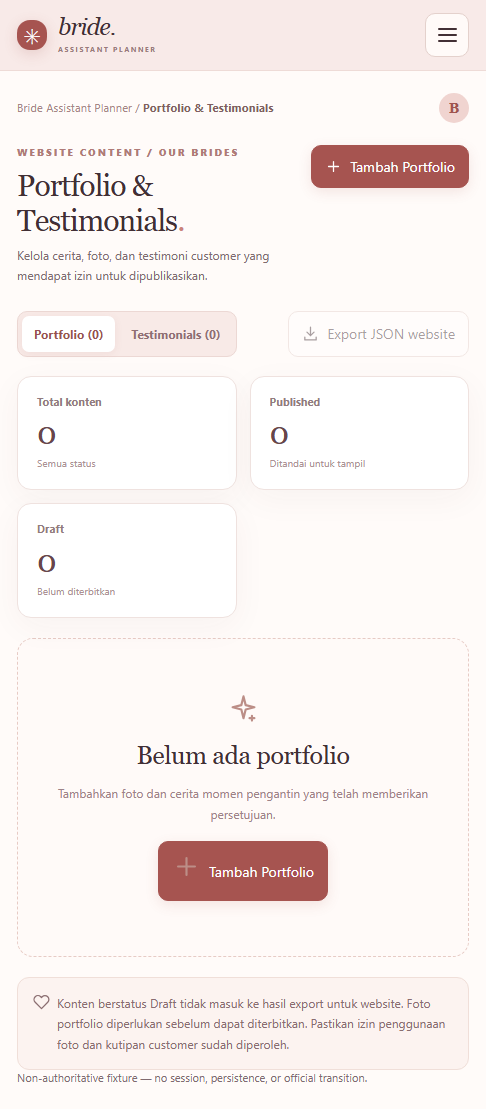 bride.
ASSISTANT PLANNER
Bride Assistant Planner / Portfolio & Testimonials
B
WEBSITE CONTENT / OUR BRIDES
Portfolio &
Testimonials.
Kelola cerita, foto, dan testimoni customer yang
mendapat izin untuk dipublikasikan.
Tambah Portfolio
Portfolio (0)
Testimonials (0)
Export JSON website
Total konten
0
Semua status
Published
0
Ditandai untuk tampil
Draft
0
Belum diterbitkan
Belum ada portfolio
Tambahkan foto dan cerita momen pengantin yang telah memberikan
persetujuan.
Tambah Portfolio
Konten berstatus Draft tidak masuk ke hasil export untuk website. Foto
portfolio diperlukan sebelum dapat diterbitkan. Pastikan izin penggunaan
foto dan kutipan customer sudah diperoleh.
Non-authoritative fixture — no session, persistence, or official transition.